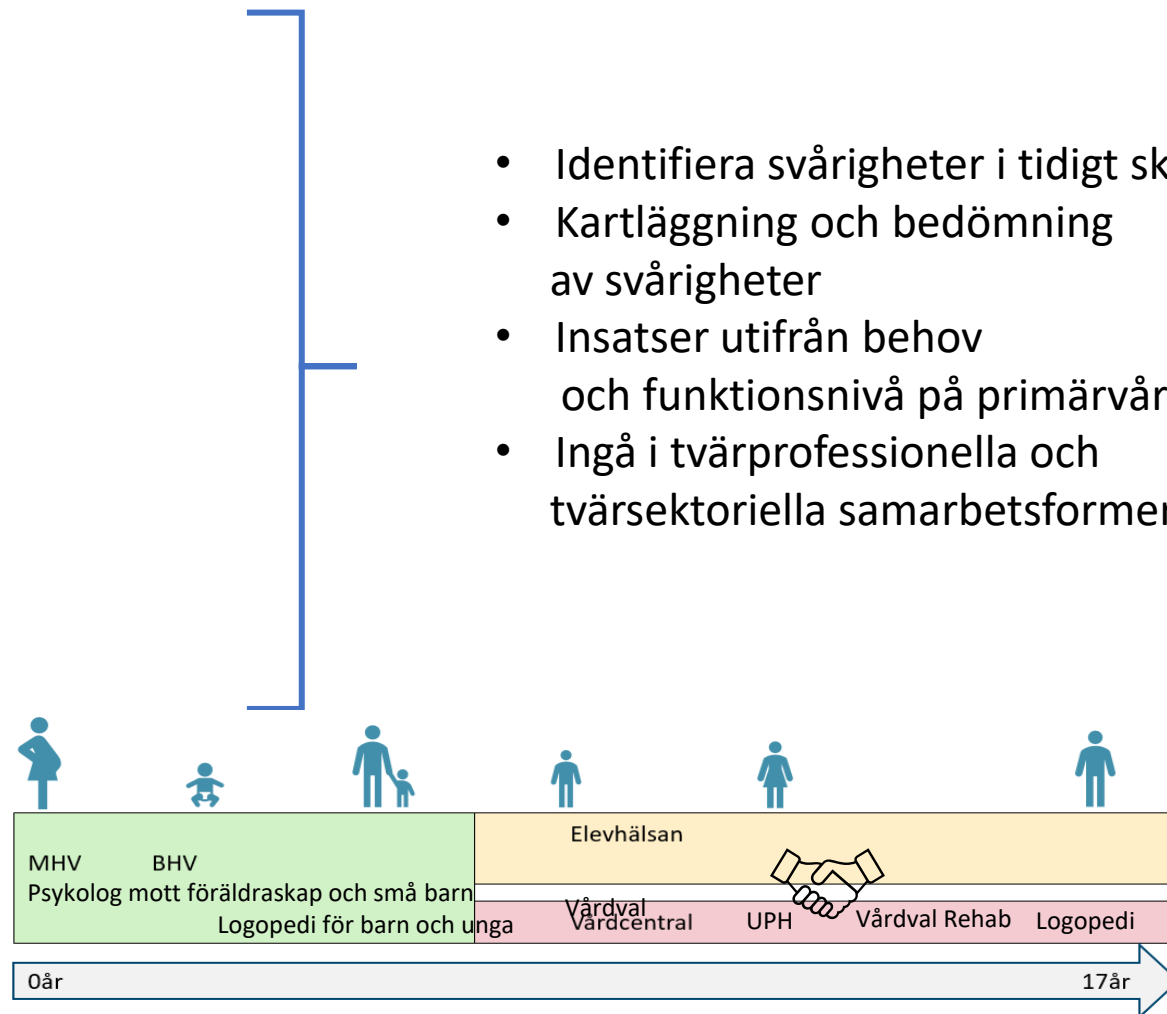 • Identifiera svårigheter i tidigt sk
• Kartläggning och bedömning
av svårigheter
• Insatser utifrån behov
och funktionsnivå på primärvår
• Ingå i tvärprofessionella och
tvärsektoriella samarbetsformer
Elevhälsan
MHV BHV
Psykolog mott föräldraskap och små barn
Logopedi för barn och unga
Vårdval
Vårdcentral UPH Vårdval Rehab Logopedi
0år 17år